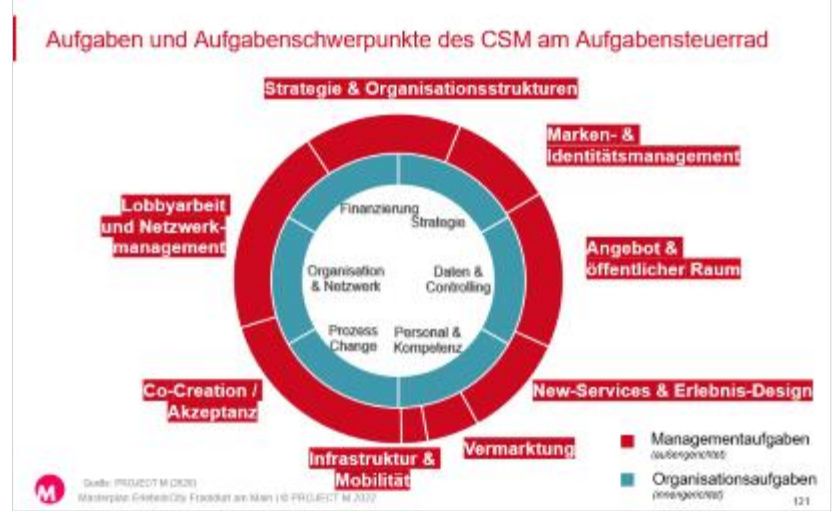 Aufgaben und Aufgabenschwerpunkte des CSM am Aufgabensteuerrad
Strategie & Organisationsstrukturen
Marken- &
Identitätsmanagement
Lobbyarbeit
und Netzwerk-
management
Angebot &
öffentlicher Raum
Finanzierung
Strategie
Organisation
& Netzwerk
Daten &
Controlling
Prozess
Change
Personal &
Kompetenz
Co-Creation /
Akzeptanz
New-Services & Erlebnis-Design
Infrastruktur &
Mobilität
Vermarktung
Managementaufgaben
(außengerichtet)
Organisationsaufgaben
(innengerichtet)
M
Quelle: PROJECT M
Masterplan ErlebnisCity Frankfurt am Main | © PROJECT M 2022
121